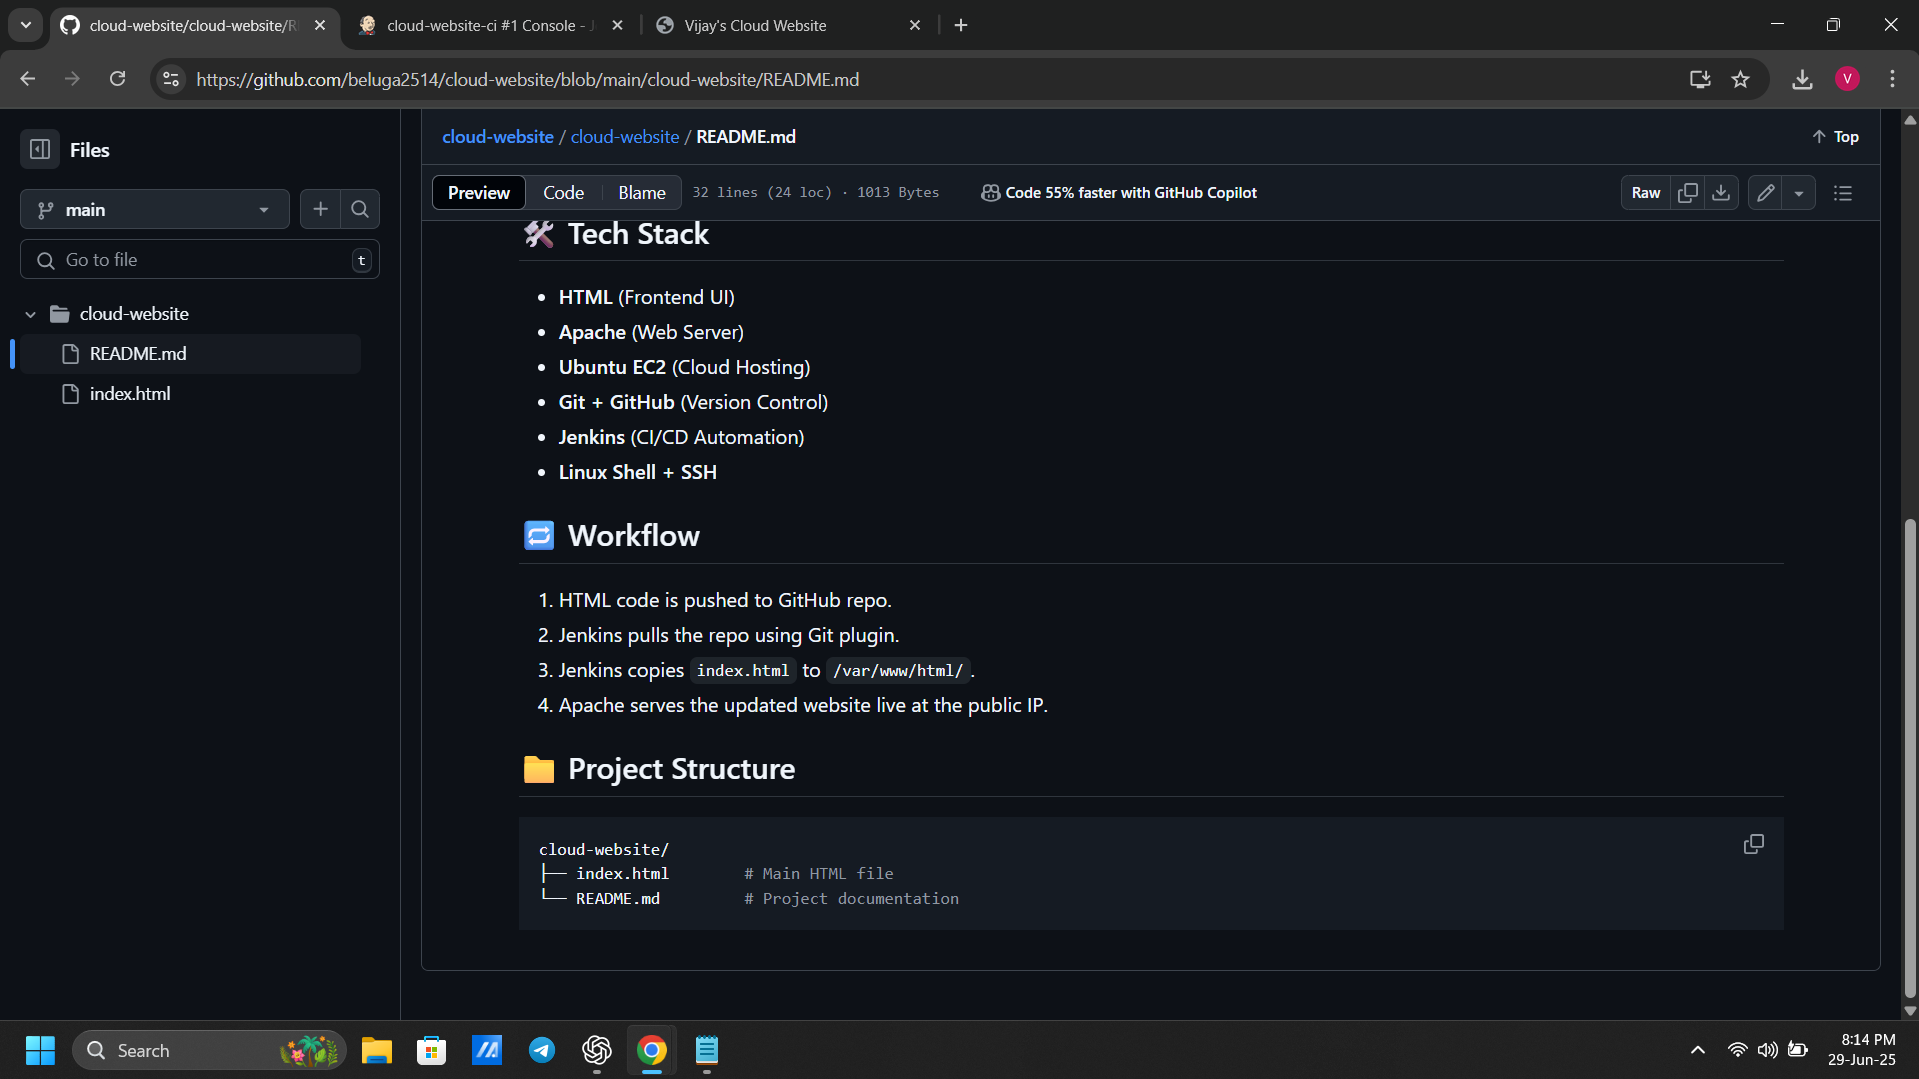 cloud-website/cloud-website/R
cloud-website-ci #1 Console - J
Vijay's Cloud Website
https://github.com/beluga2514/cloud-website/blob/main/cloud-website/README.md
V
Files
main
Go to file
t
cloud-website
README.md
index.html
cloud-website / cloud-website / README.md
Top
Preview
Code
Blame
32 lines (24 loc) · 1013 Bytes
Code 55% faster with GitHub Copilot
Raw
🛠️ Tech Stack
• HTML (Frontend UI)
• Apache (Web Server)
• Ubuntu EC2 (Cloud Hosting)
• Git + GitHub (Version Control)
• Jenkins (CI/CD Automation)
• Linux Shell + SSH
🔁 Workflow
1. HTML code is pushed to GitHub repo.
2. Jenkins pulls the repo using Git plugin.
3. Jenkins copies index.html to /var/www/html/.
4. Apache serves the updated website live at the public IP.
📁 Project Structure
cloud-website/
├── index.html        # Main HTML file
└── README.md         # Project documentation
Search
8:14 PM
29-Jun-25